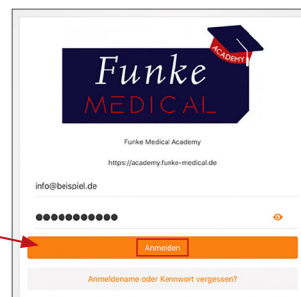 ACADEMY
Funke
MEDICAL
Funke Medical Academy
https://academy.funke-medical.de
info@beispiel.de
Anmelden
Anmeldename oder Kennwort vergessen?